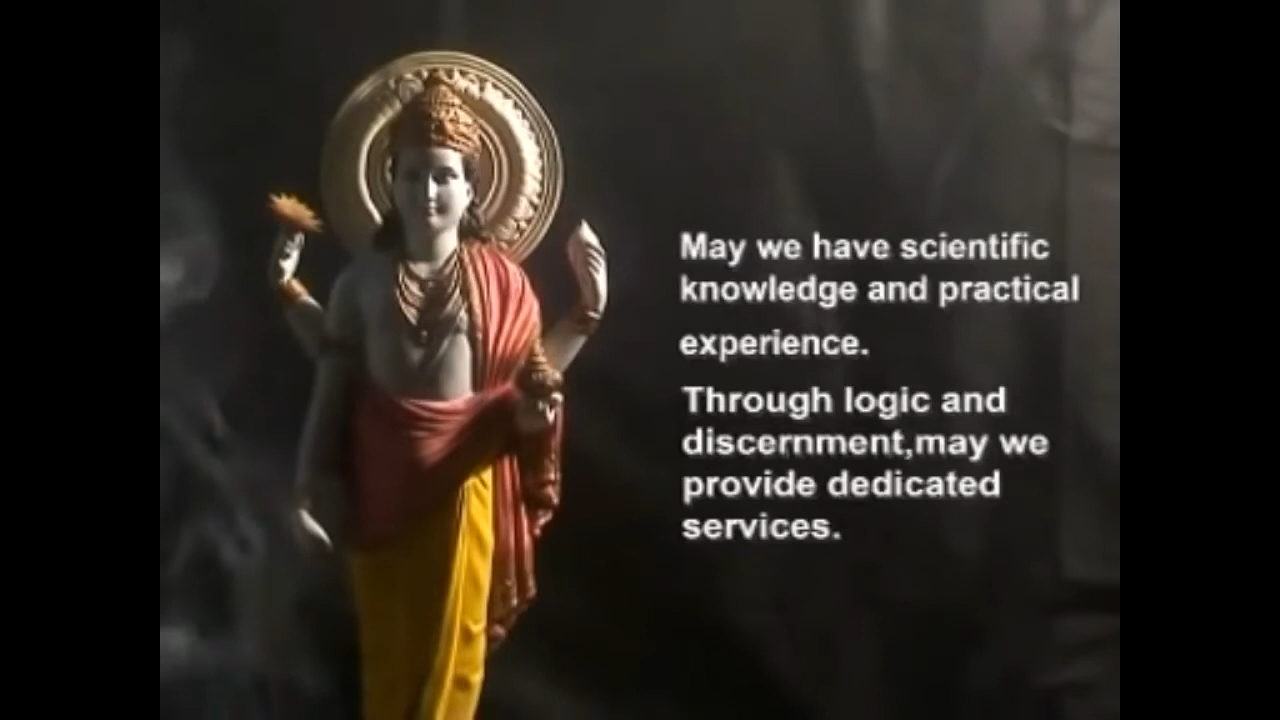 May we have scientific
knowledge and practical
experience.
Through logic and
discernment,may we
provide dedicated
services.